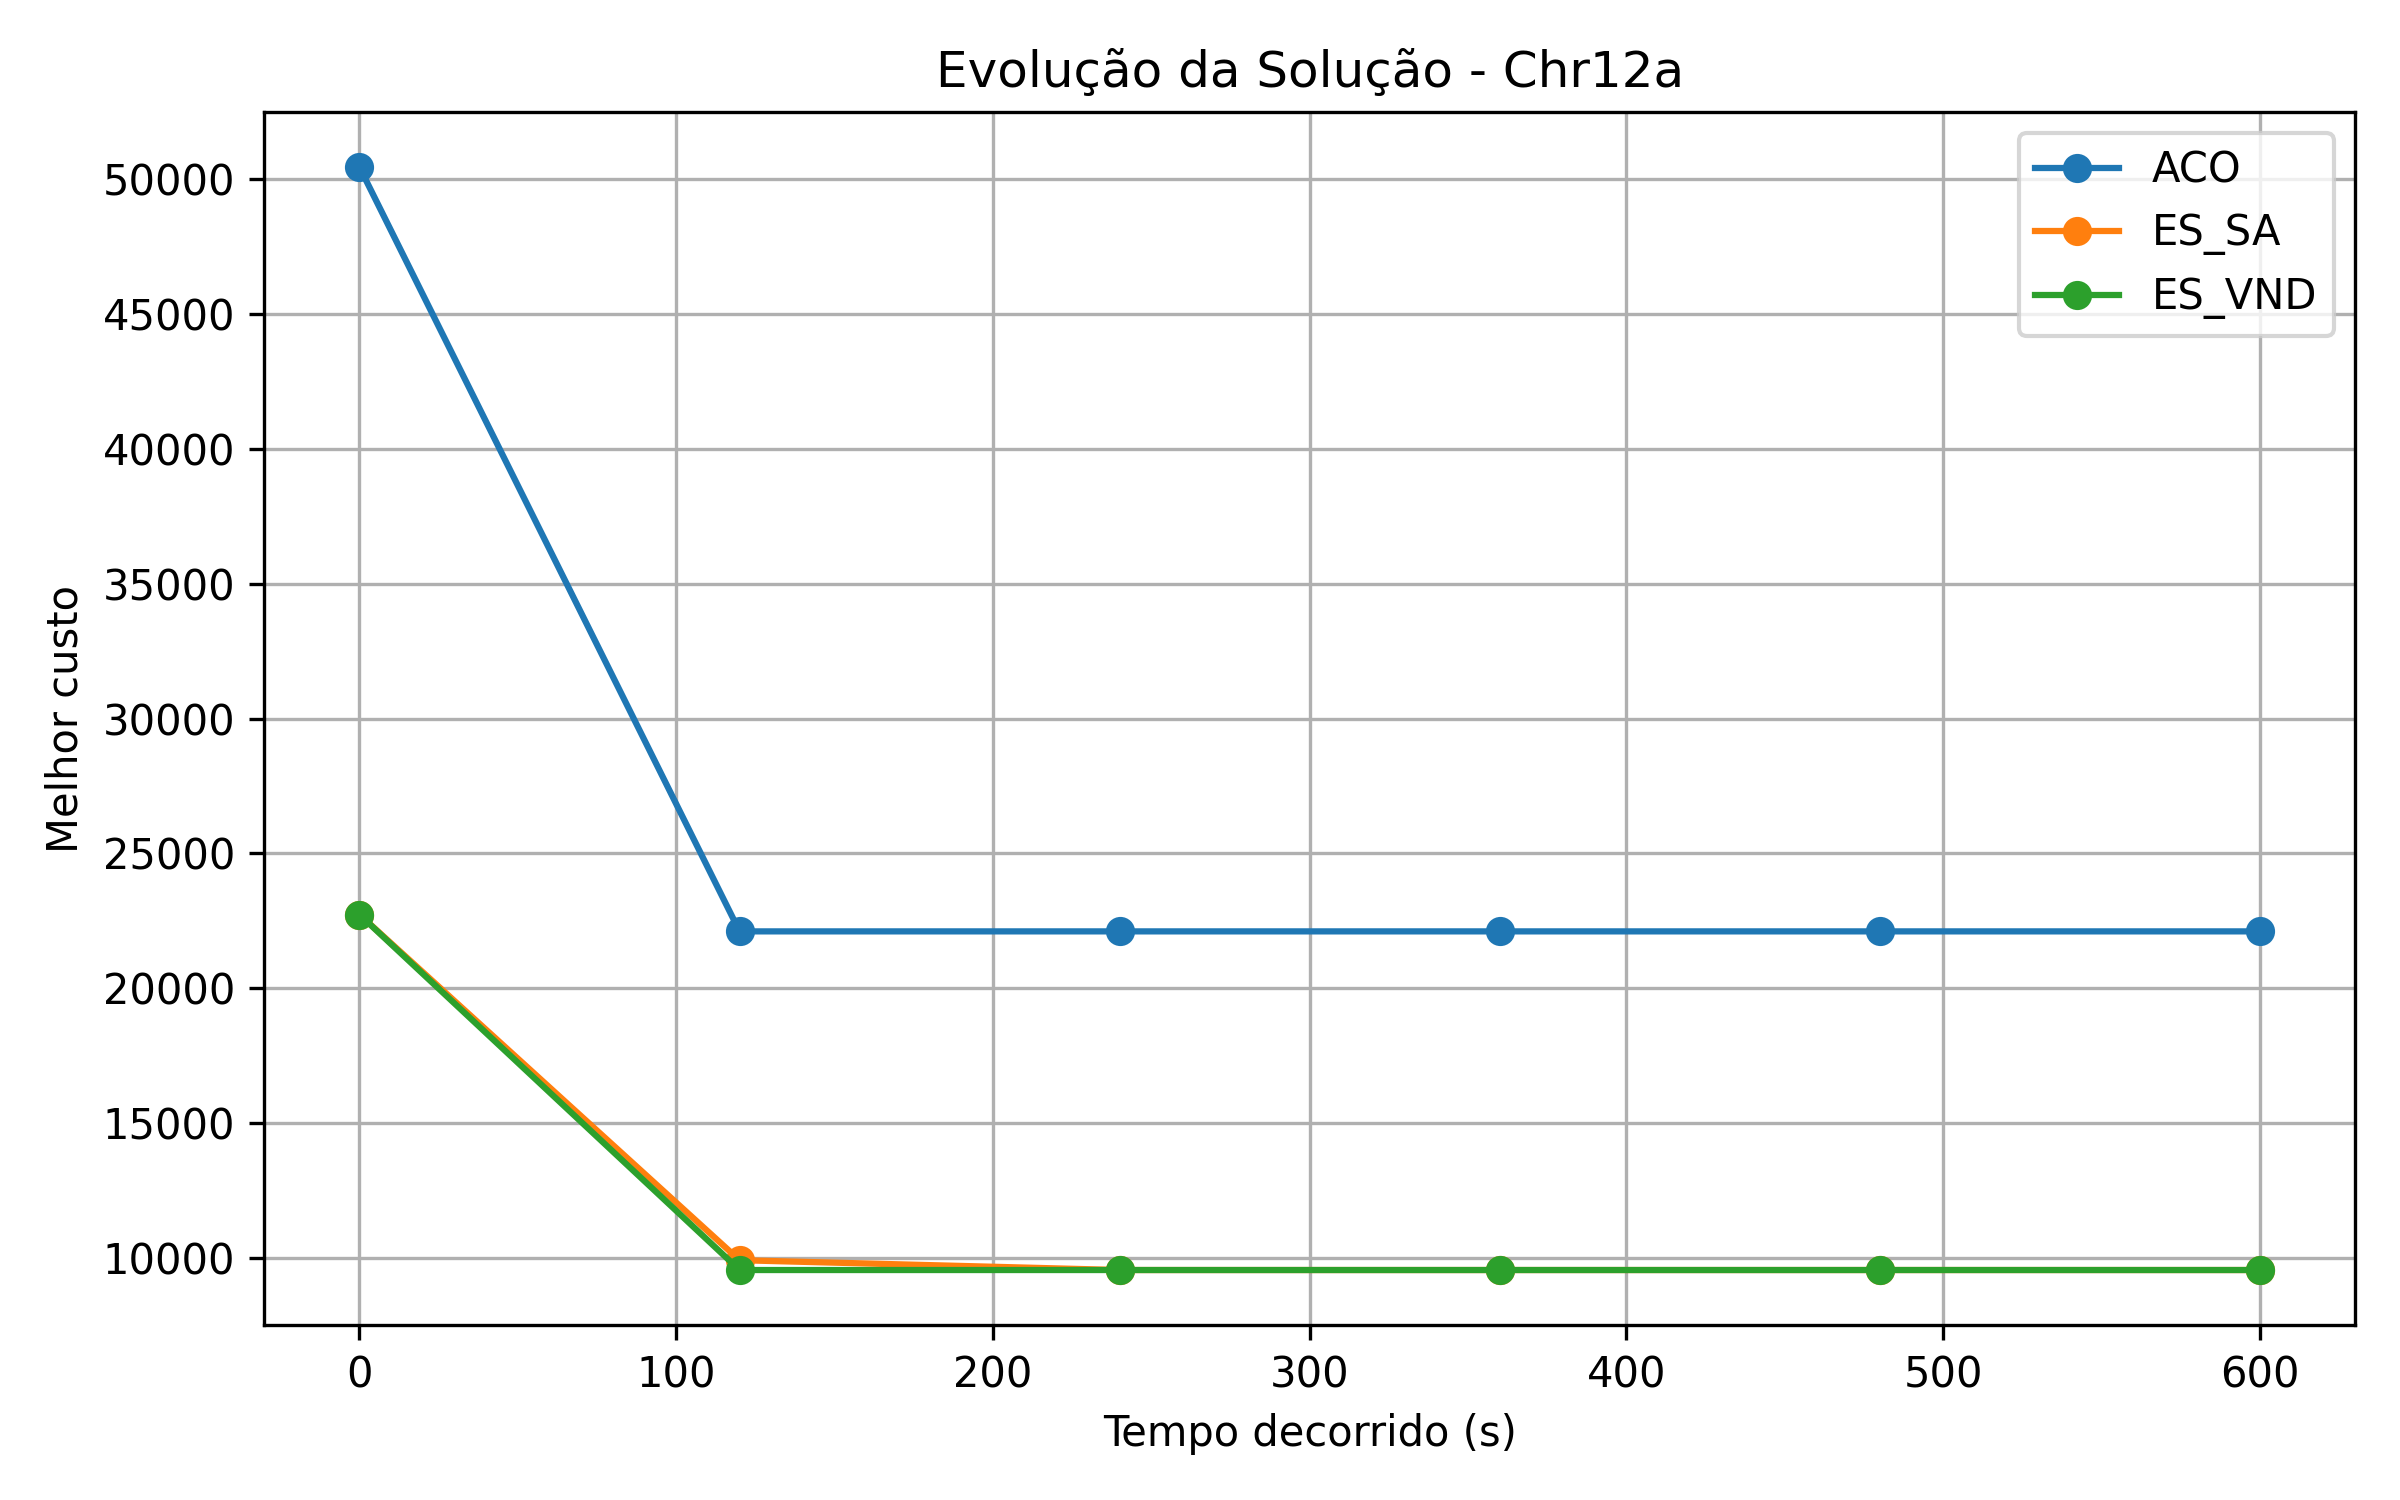 Evolução da Solução - Chr12a
ACO
ES_SA
ES_VND
Melhor custo
50000
45000
40000
35000
30000
25000
20000
15000
10000
0 100 200 300 400 500 600
Tempo decorrido (s)